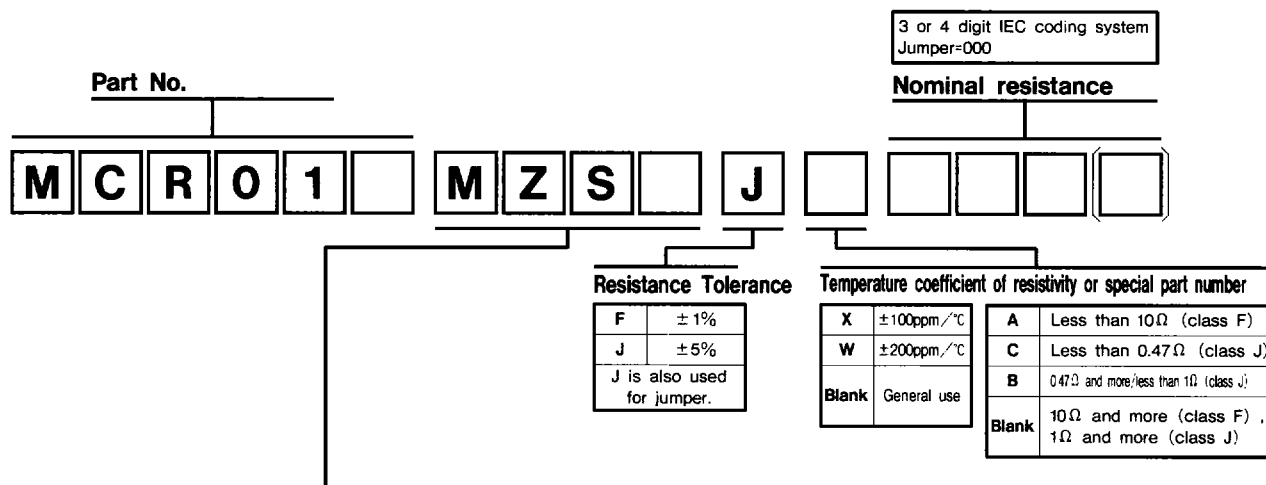 3 or 4 digit IEC coding system
Jumper=000
Part No.
Nominal resistance
M C R 0 1 M Z S J
Resistance Tolerance
F ±1%
J ±5%
J is also used
for jumper.
Temperature coefficient of resistivity or special part number
X ±100ppm/℃
W ±200ppm/℃
Blank General use
A Less than 10Ω (class F)
C Less than 0.47Ω (class J)
B 0.47Ω and more/less than 1Ω (class J)
Blank 10Ω and more (class F) ,
1Ω and more (class J)